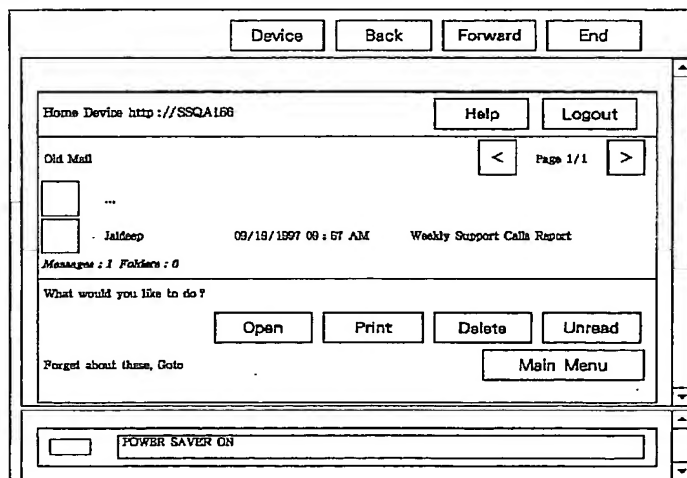 Device Back Forward End
Home Device http://SSQA166 Help Logout
Old Mail < Page 1/1 >
...
Jaideep 09/19/1997 09:57 AM Weekly Support Calls Report
Messages : 1 Folders : 0
What would you like to do ?
Open Print Delete Unread
Forget about these, Goto Main Menu
POWER SAVER ON